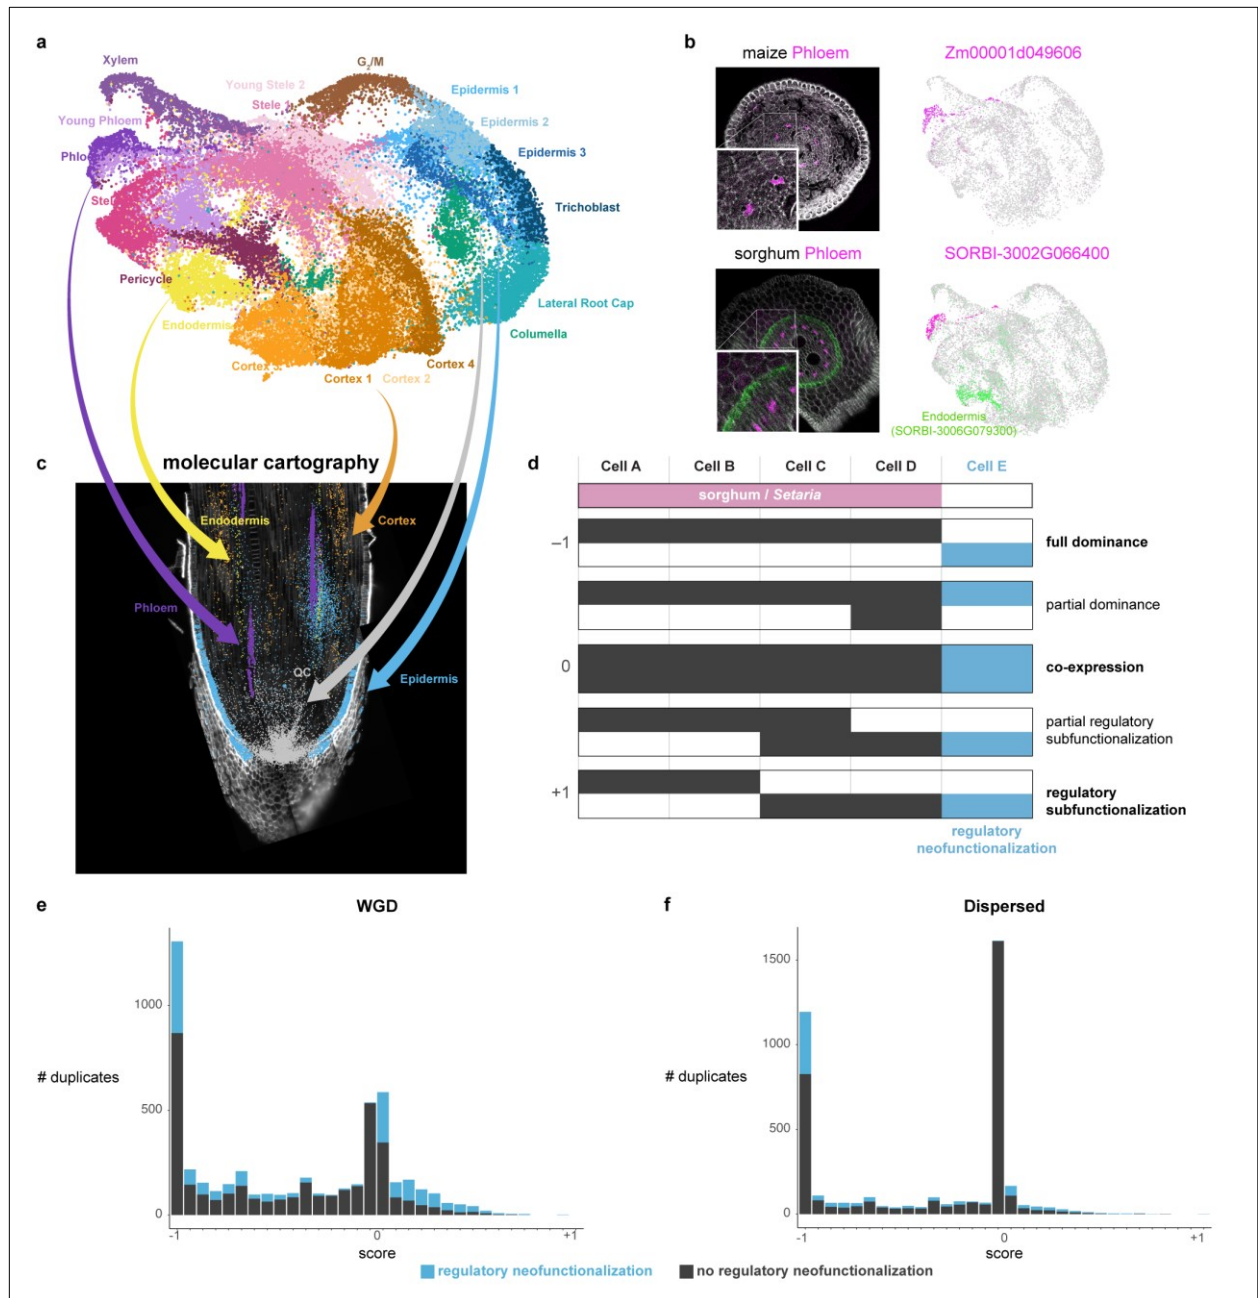 a
Xylem
G2/M
Young Stele 2
Stele 1
Epidermis 1
Young Phloem
Epidermis 2
Phloe
Epidermis 3
Stel
Trichoblast
Pericycle
Lateral Root Cap
Endodermis
Columella
Cortex 3
Cortex 4
Cortex 1
Cortex 2
b
maize Phloem
Zm00001d049606
sorghum Phloem
SORBI-3002G066400
Endodermis
(SORBI-3006G079300)
c
molecular cartography
Endodermis
Cortex
Phloem
QC
Epidermis
d
Cell A Cell B Cell C Cell D Cell E
sorghum / Setaria
−1
full dominance
partial dominance
0
co-expression
partial regulatory
subfunctionalization
+1
regulatory
subfunctionalization
regulatory
neofunctionalization
e
WGD
1000
# duplicates
500
0
-1 0 +1
score
f
Dispersed
1500
1000
# duplicates
500
0
-1 0 +1
score
regulatory neofunctionalization
no regulatory neofunctionalization